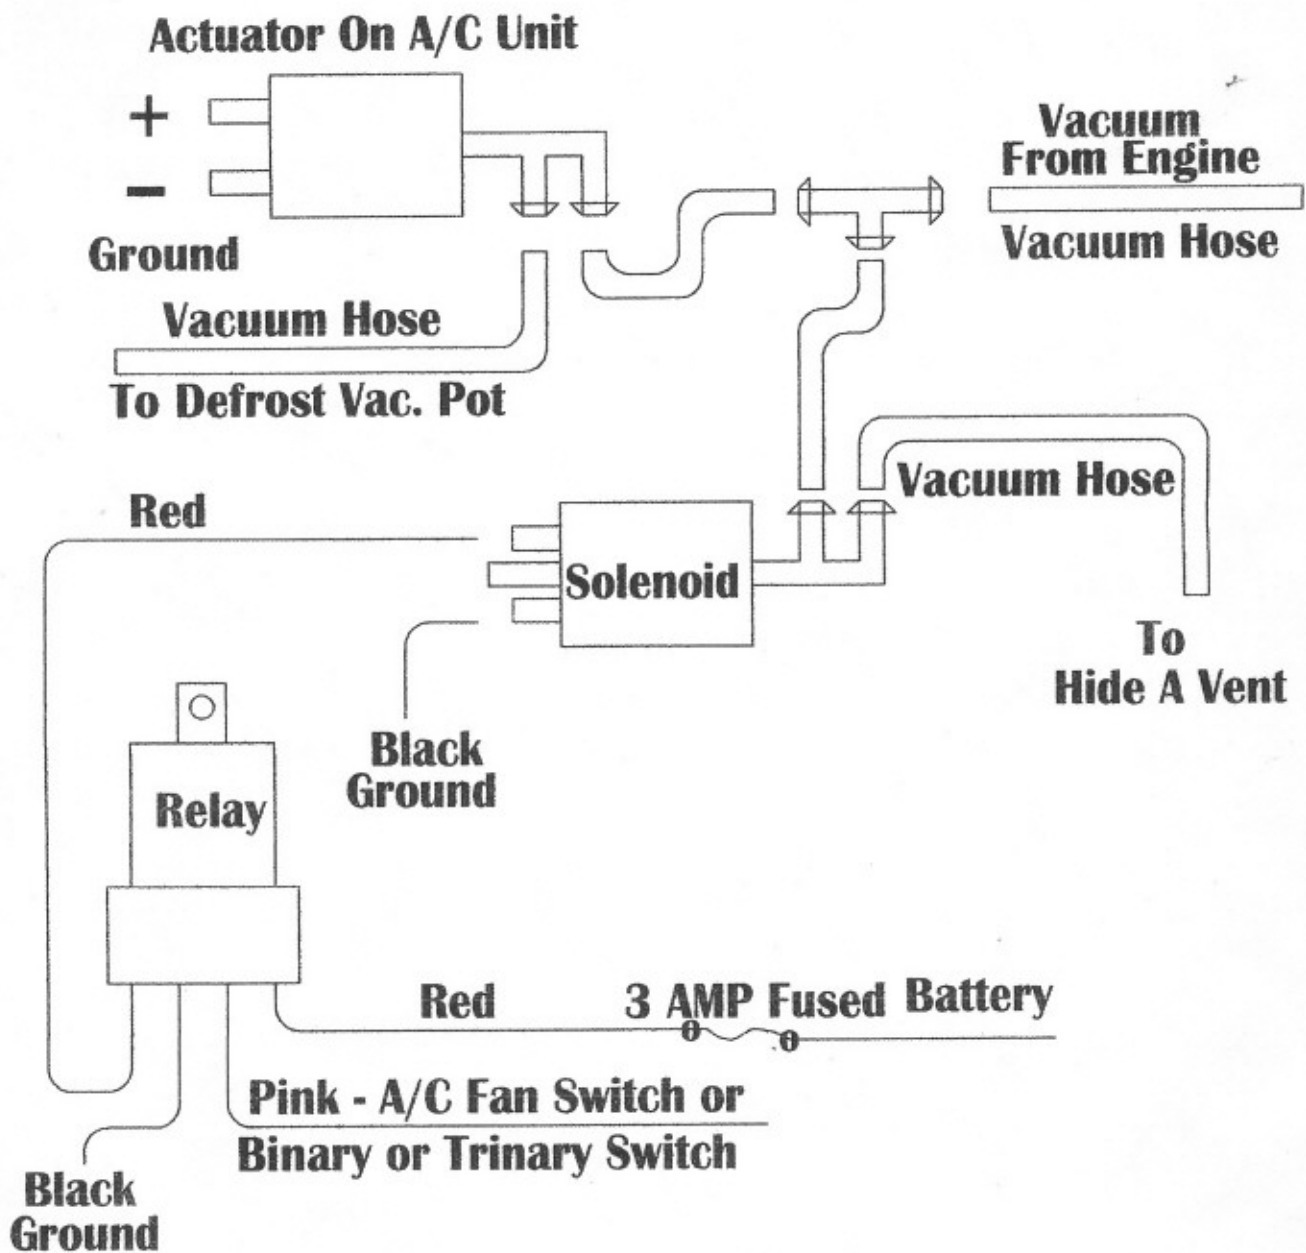 Actuator On A/C Unit
+
-
Ground
Vacuum
From Engine
Vacuum Hose
Vacuum Hose
To Defrost Vac. Pot
Red
Solenoid
Vacuum Hose
To
Hide A Vent
Black
Ground
Relay
Red
3 AMP Fused
Battery
Pink - A/C Fan Switch or
Binary or Trinary Switch
Black
Ground